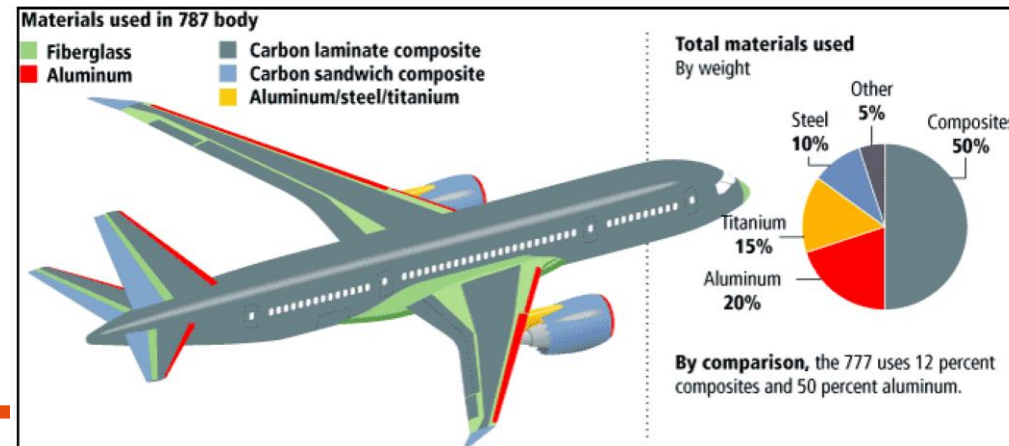 Materials used in 787 body
Fiberglass
Aluminum
Carbon laminate composite
Carbon sandwich composite
Aluminum/steel/titanium
Total materials used
By weight
Other
5%
Steel
10%
Composites
50%
Titanium
15%
Aluminum
20%
By comparison, the 777 uses 12 percent
composites and 50 percent aluminum.